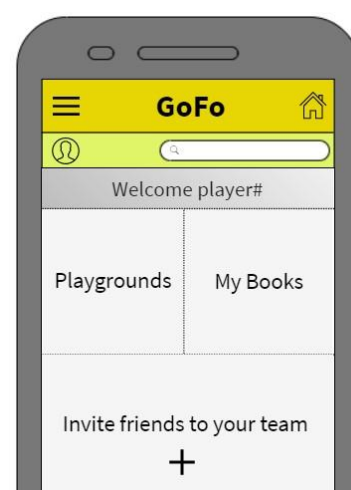 GoFo
Welcome player#
Playgrounds
My Books
Invite friends to your team
+